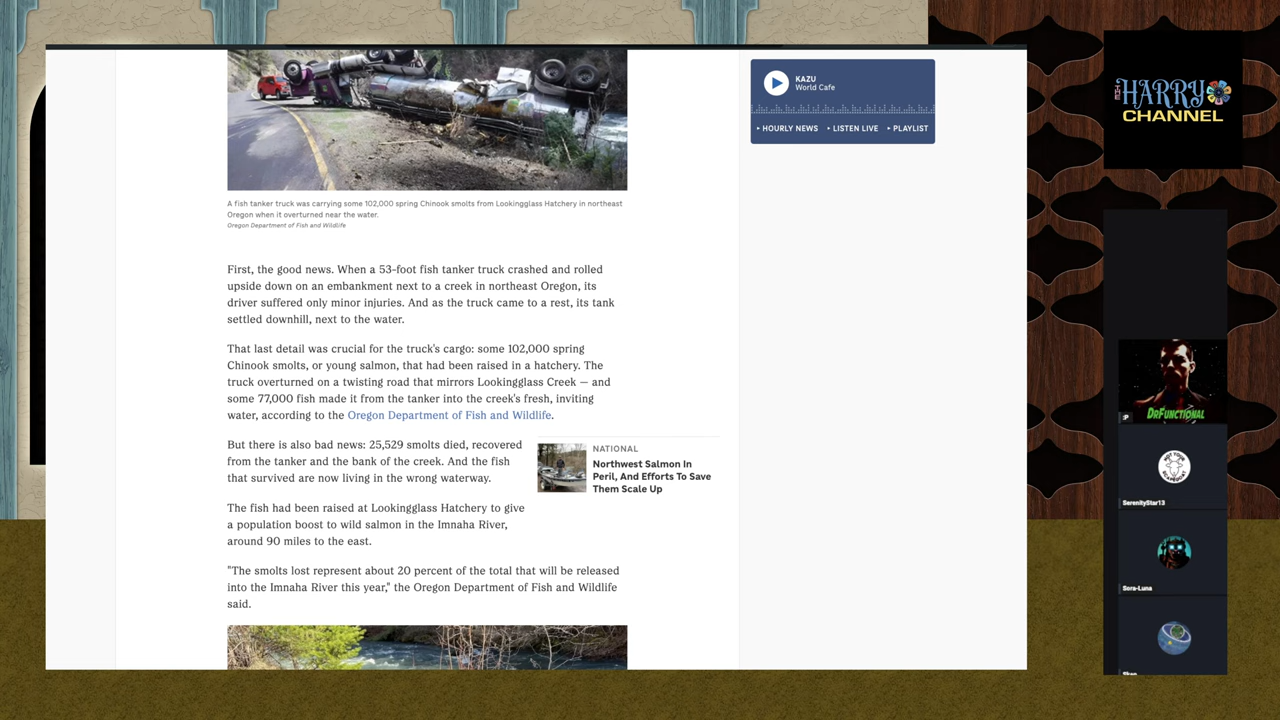 KAZU
World Cafe
HOURLY NEWS LISTEN LIVE PLAYLIST
A fish tanker truck was carrying some 102,000 spring Chinook smolts from Lookingglass Hatchery in northeast
Oregon when it overturned near the water.
Oregon Department of Fish and Wildlife
First, the good news. When a 53-foot fish tanker truck crashed and rolled
upside down on an embankment next to a creek in northeast Oregon, its
driver suffered only minor injuries. And as the truck came to a rest, its tank
settled downhill, next to the water.
That last detail was crucial for the truck's cargo: some 102,000 spring
Chinook smolts, or young salmon, that had been raised in a hatchery. The
truck overturned on a twisting road that mirrors Lookingglass Creek — and
some 77,000 fish made it from the tanker into the creek's fresh, inviting
water, according to the Oregon Department of Fish and Wildlife.
But there is also bad news: 25,529 smolts died, recovered
from the tanker and the bank of the creek. And the fish
that survived are now living in the wrong waterway.
NATIONAL
Northwest Salmon In
Peril, And Efforts To Save
Them Scale Up
The fish had been raised at Lookingglass Hatchery to give
a population boost to wild salmon in the Imnaha River,
around 90 miles to the east.
"The smolts lost represent about 20 percent of the total that will be released
into the Imnaha River this year," the Oregon Department of Fish and Wildlife
said.
THE HARRY
CHANNEL
DRFUNCTIONAL
:P
SerenityStar13
Sora-Luna